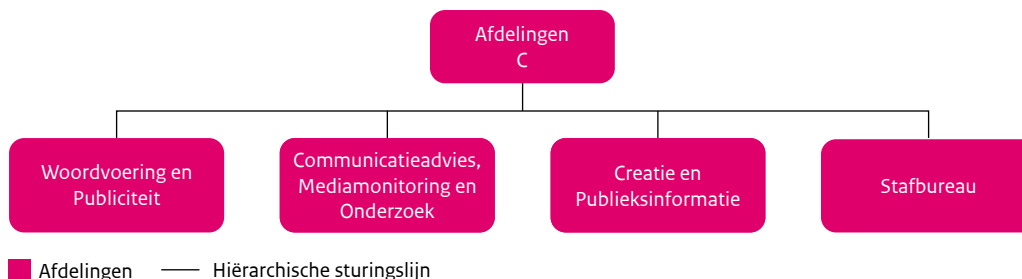 Afdelingen
C
Woordvoering en
Publiciteit
Communicatieadvies,
Mediamonitoring en
Onderzoek
Creatie en
Publieksinformatie
Stafbureau
Afdelingen
Hiërarchische sturingslijn